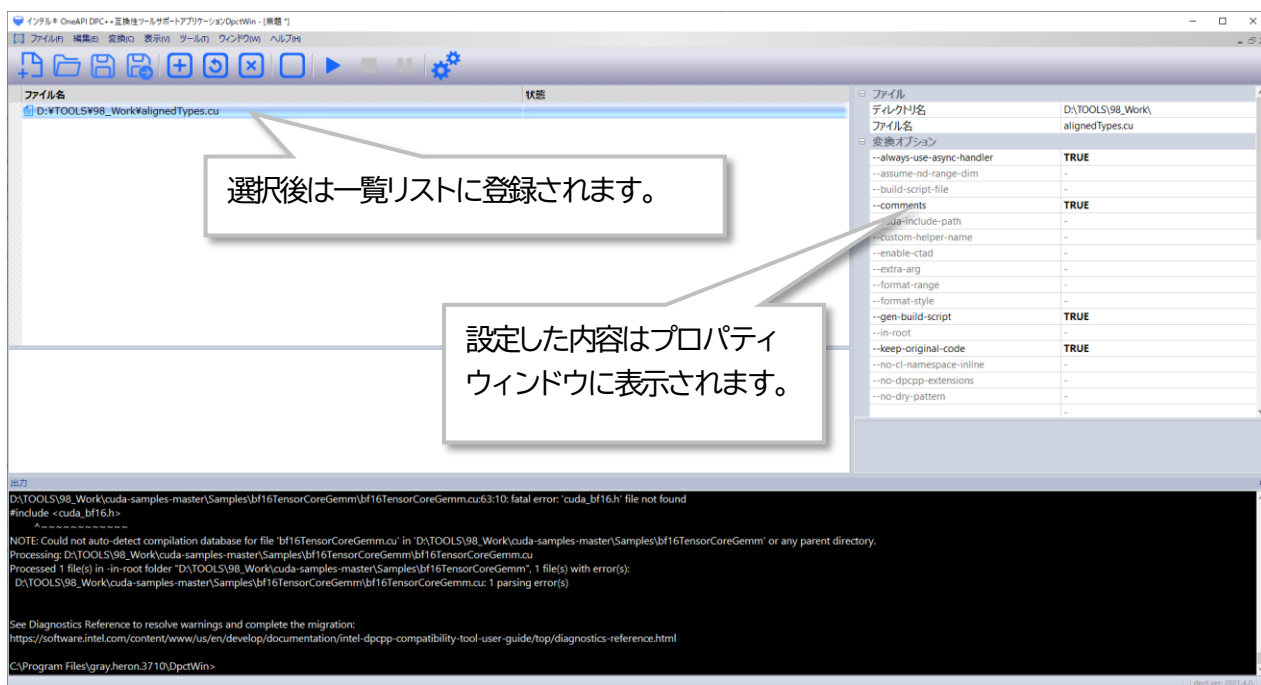 インテル® OneAPI DPC++互換性ツールサポートアプリケーションDpctWin - [無題 *]
ファイル(F) 編集(E) 変換(C) 表示(V) ツール(T) ウィンドウ(W) ヘルプ(H)
ファイル名 状態
D:¥TOOLS¥98_Work¥alignedTypes.cu
選択後は一覧リストに登録されます。
設定した内容はプロパティ
ウィンドウに表示されます。
ファイル
ディレクトリ名 D:\TOOLS\98_Work\
ファイル名 alignedTypes.cu
変換オプション
--always-use-async-handler TRUE
--assume-nd-range-dim -
--build-script-file -
--comments TRUE
cuda-include-path -
--custom-helper-name -
--enable-ctad -
--extra-arg -
--format-range -
--format-style -
--gen-build-script TRUE
--in-root -
--keep-original-code TRUE
--no-cl-namespace-inline -
--no-dpcpp-extensions -
--no-dry-pattern -
-
出力
D:\TOOLS\98_Work\cuda-samples-master\Samples\bf16TensorCoreGemm\bf16TensorCoreGemm.cu:63:10: fatal error: 'cuda_bf16.h' file not found
#include <cuda_bf16.h>
^~~~~~~~~~~~~
NOTE: Could not auto-detect compilation database for file 'bf16TensorCoreGemm.cu' in 'D:\TOOLS\98_Work\cuda-samples-master\Samples\bf16TensorCoreGemm' or any parent directory.
Processing: D:\TOOLS\98_Work\cuda-samples-master\Samples\bf16TensorCoreGemm\bf16TensorCoreGemm.cu
Processed 1 file(s) in -in-root folder "D:\TOOLS\98_Work\cuda-samples-master\Samples\bf16TensorCoreGemm", 1 file(s) with error(s):
D:\TOOLS\98_Work\cuda-samples-master\Samples\bf16TensorCoreGemm\bf16TensorCoreGemm.cu: 1 parsing error(s)
See Diagnostics Reference to resolve warnings and complete the migration:
https://software.intel.com/content/www/us/en/develop/documentation/intel-dpcpp-compatibility-tool-user-guide/top/diagnostics-reference.html
C:\Program Files\gray.heron.3710\DpctWin>
dpct ver. 2021.4.0